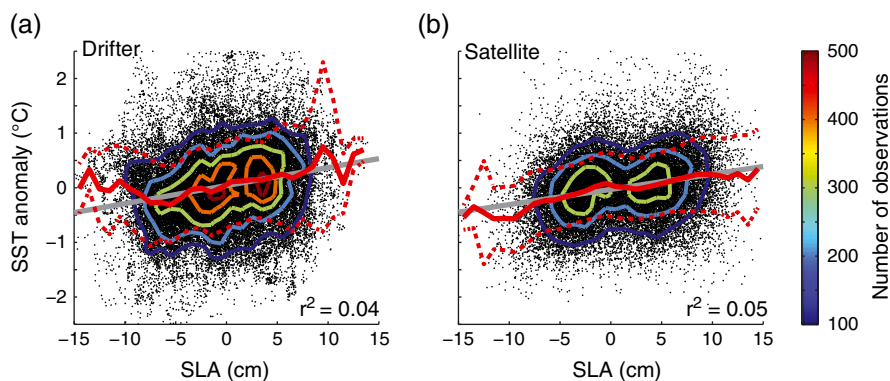 (a)
Drifter
2
1
0
−1
−2
SST anomaly (°C)
r² = 0.04
−15 −10 −5 0 5 10 15
SLA (cm)
(b)
Satellite
r² = 0.05
−15 −10 −5 0 5 10 15
SLA (cm)
500
400
300
200
100
Number of observations